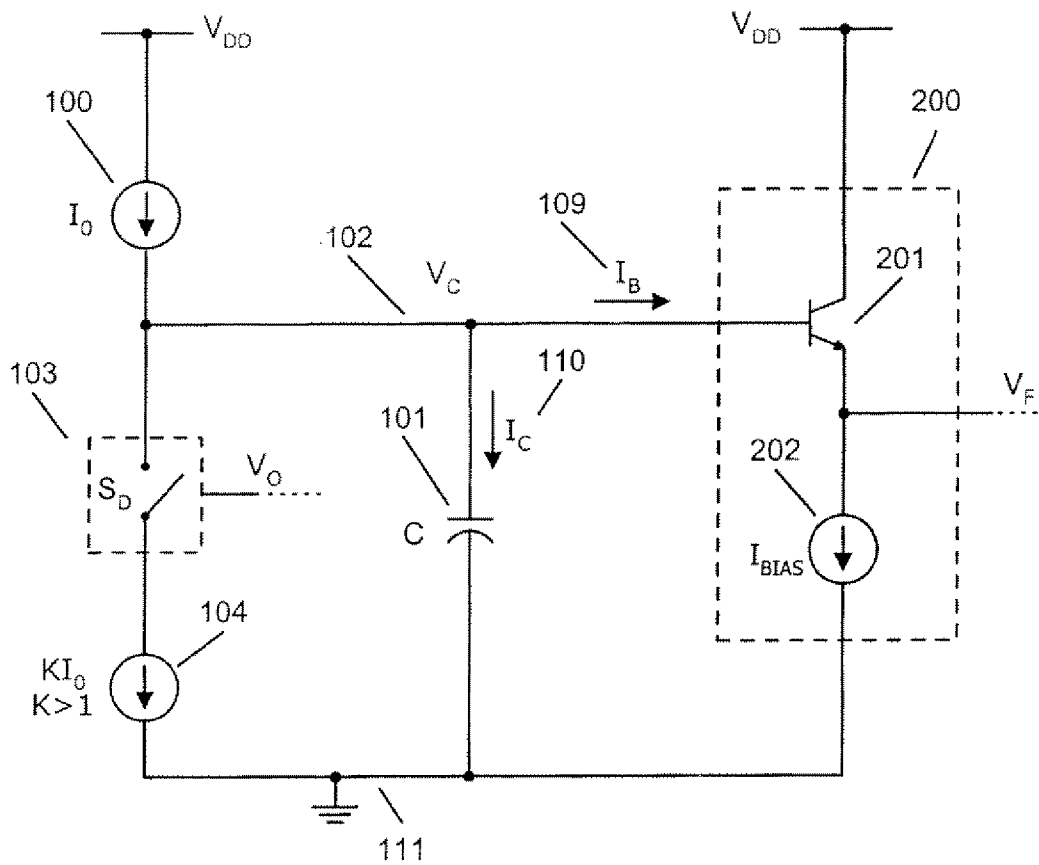 V_DD
V_DD
100
200
I_0
109
102
V_C
I_B
201
103
110
V_F
101
I_C
202
S_D
V_O
C
I_BIAS
104
KI_0
K>1
111